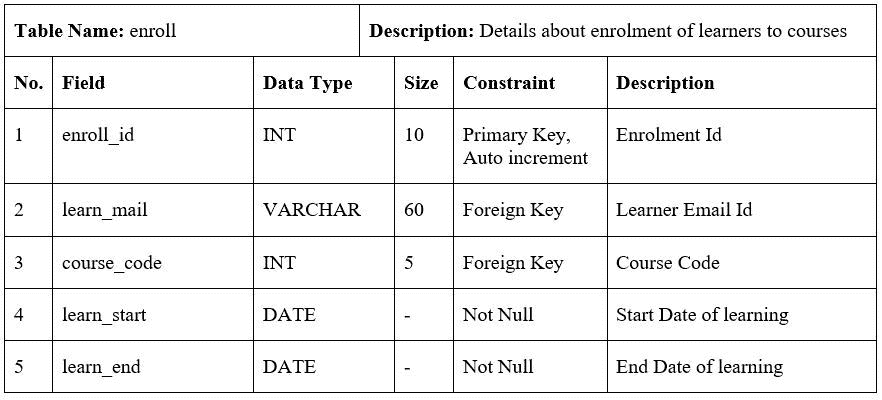 Table Name: enroll Description: Details about enrolment of learners to courses
No. Field Data Type Size Constraint Description
1 enroll_id INT 10 Primary Key, Enrolment Id
Auto increment
2 learn_mail VARCHAR 60 Foreign Key Learner Email Id
3 course_code INT 5 Foreign Key Course Code
4 learn_start DATE - Not Null Start Date of learning
5 learn_end DATE - Not Null End Date of learning